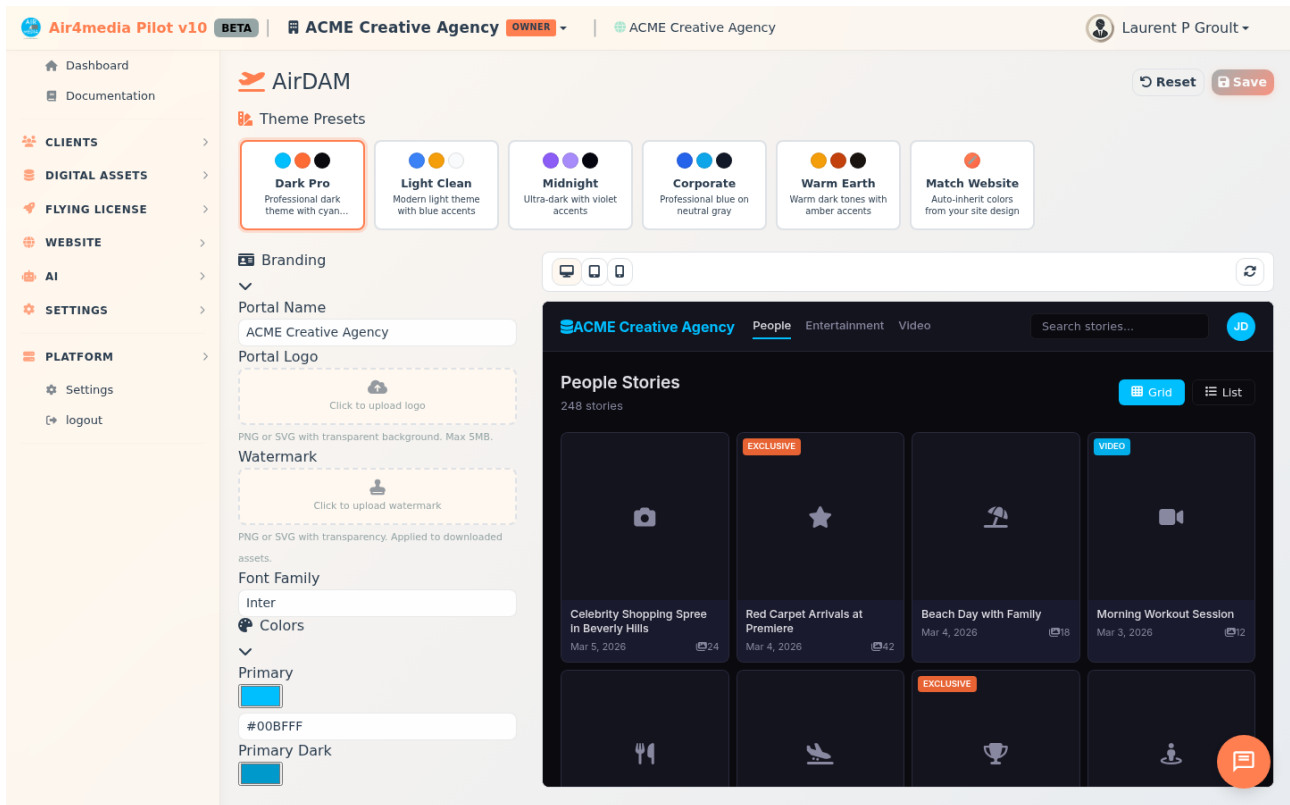 Air4media Pilot v10 BETA
ACME Creative Agency OWNER
ACME Creative Agency
Laurent P Groult
Dashboard
Documentation
CLIENTS
DIGITAL ASSETS
FLYING LICENSE
WEBSITE
AI
SETTINGS
PLATFORM
Settings
logout
AirDAM
Reset
Save
Theme Presets
Dark Pro
Professional dark
theme with cyan...
Light Clean
Modern light theme
with blue accents
Midnight
Ultra-dark with violet
accents
Corporate
Professional blue on
neutral gray
Warm Earth
Warm dark tones with
amber accents
Match Website
Auto-inherit colors
from your site design
Branding
Portal Name
ACME Creative Agency
Portal Logo
Click to upload logo
PNG or SVG with transparent background. Max 5MB.
Watermark
Click to upload watermark
PNG or SVG with transparency. Applied to downloaded
assets.
Font Family
Inter
Colors
Primary
#00BFFF
Primary Dark
ACME Creative Agency
People
Entertainment
Video
Search stories...
JD
People Stories
248 stories
Grid
List
Celebrity Shopping Spree
in Beverly Hills
Mar 5, 2026
24
EXCLUSIVE
Red Carpet Arrivals at
Premiere
Mar 4, 2026
42
Beach Day with Family
Mar 4, 2026
18
VIDEO
Morning Workout Session
Mar 3, 2026
12
EXCLUSIVE